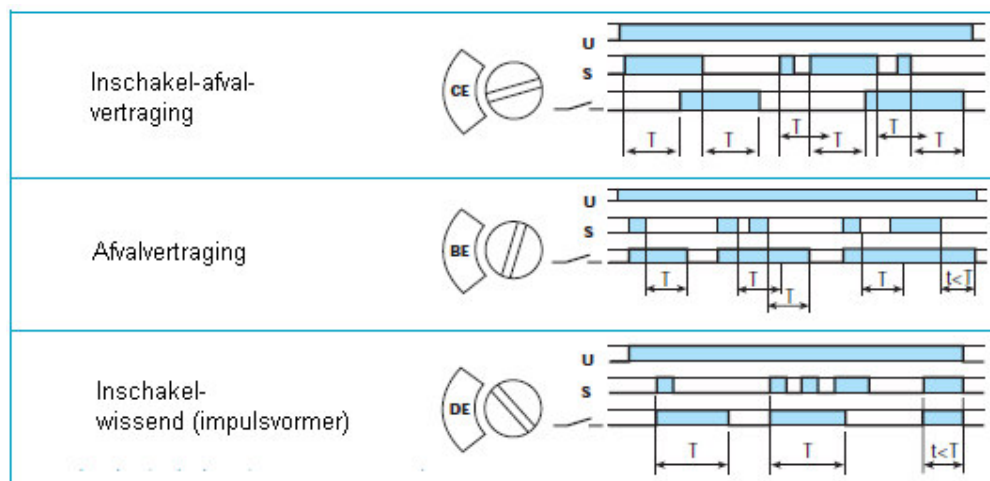 Inschakel-afval-
vertraging
CE
U
S
T T T T T T
Afvalvertraging
BE
U
S
T T T t<T
T
Inschakel-
wissend (impulsvormer)
DE
U
S
T T t<T